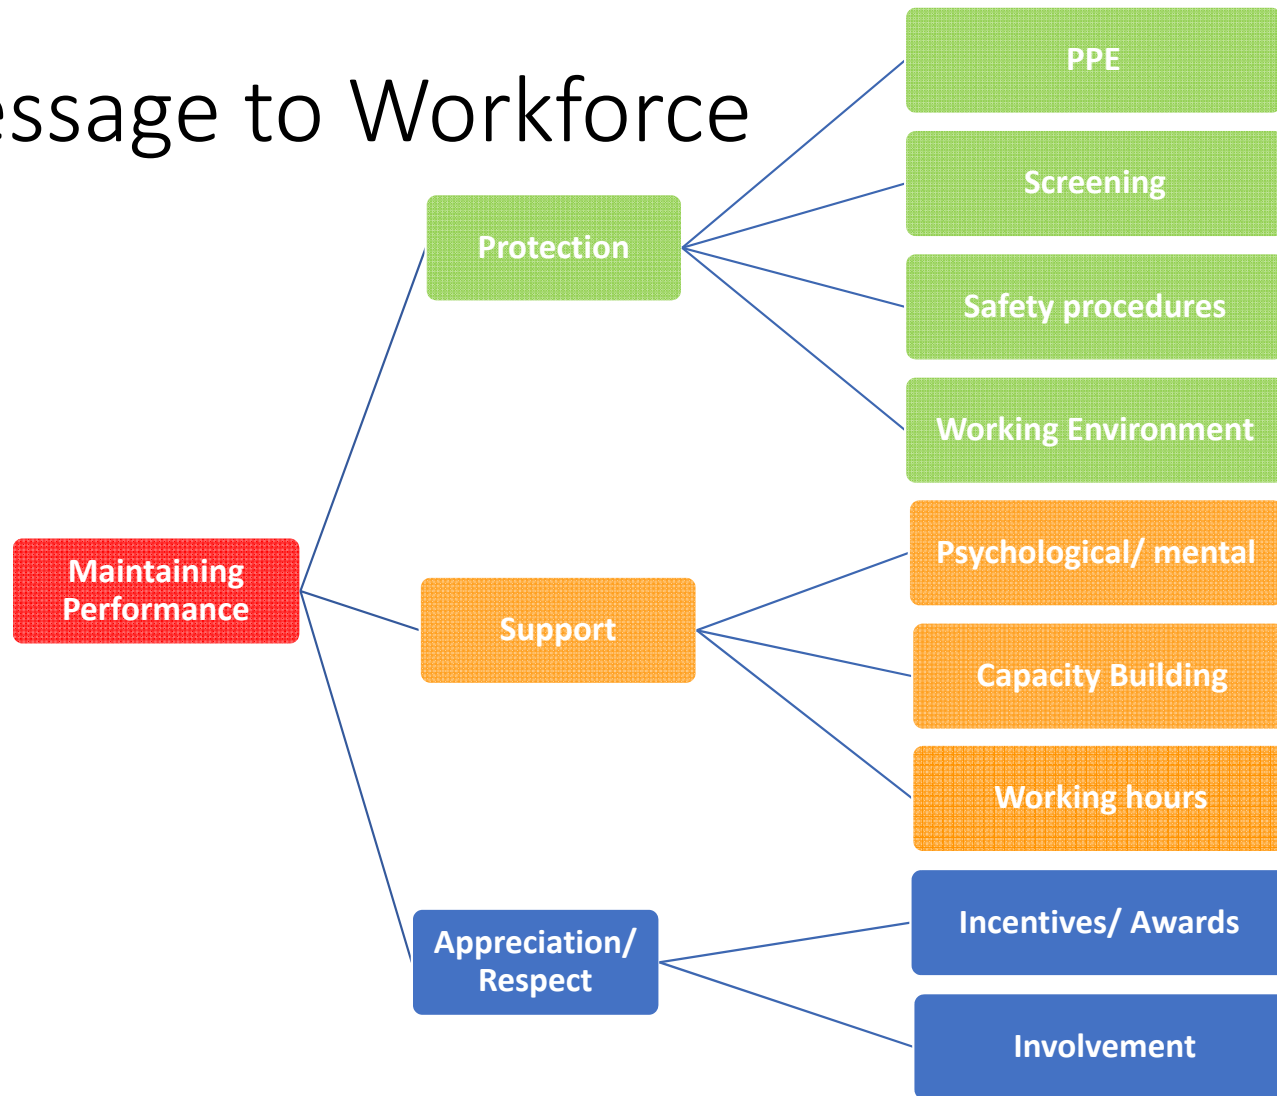 essage to Workforce
PPE
Screening
Protection
Safety procedures
Working Environment
Maintaining
Performance
Support
Psychological/ mental
Capacity Building
Working hours
Appreciation/
Respect
Incentives/ Awards
Involvement